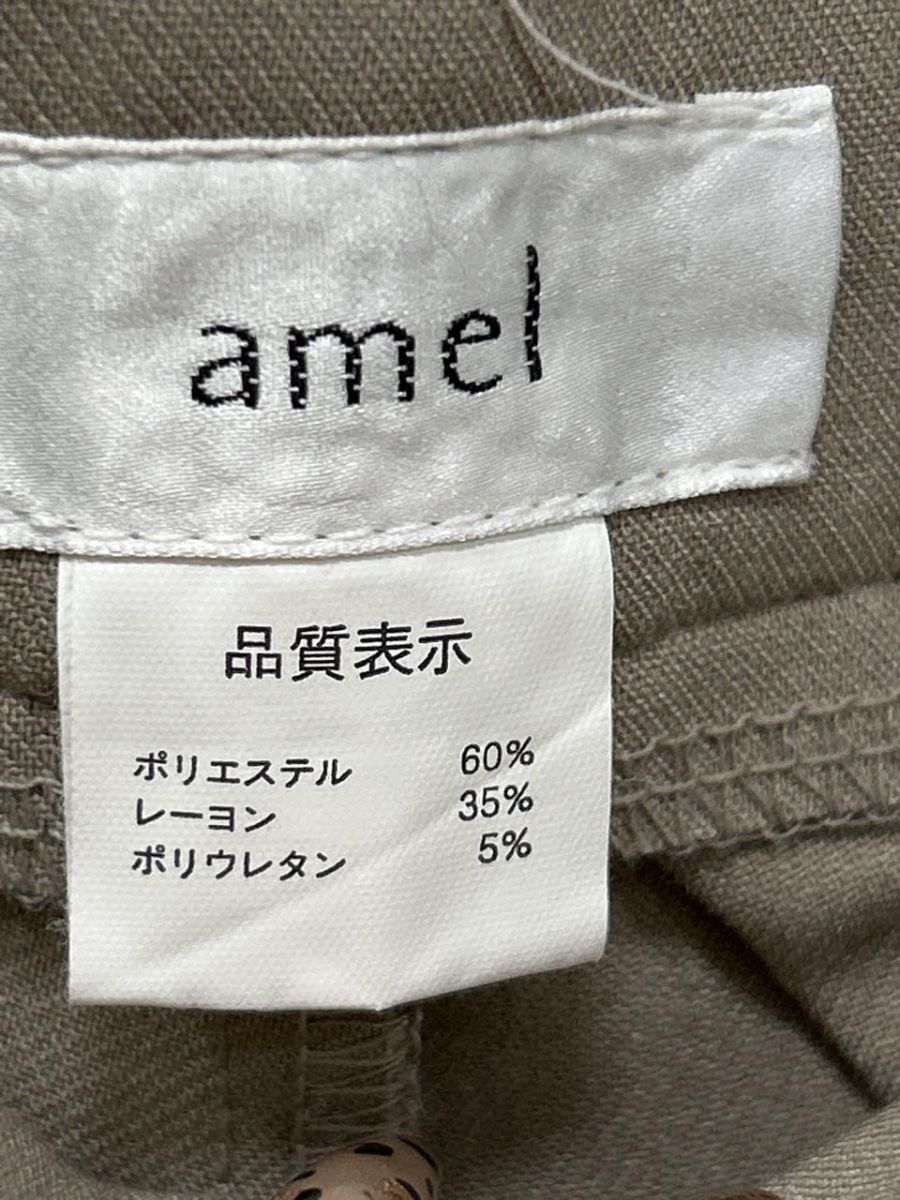 amel
品質表示
ポリエステル 60%
レーヨン 35%
ポリウレタン 5%